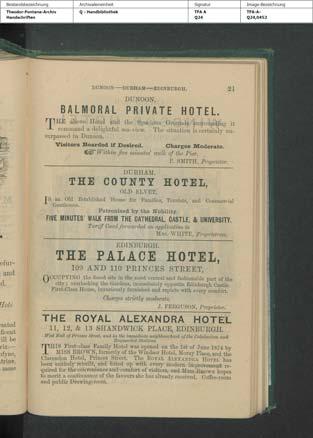 Bestandsbezeichnung
Archivaleneinheit
Signatur
Image-Bezeichnung
Theodor-Fontane-Archiv
Handschriften
Q - Handbibliothek
TFA A
Q24
TFA-A-
Q24,0452
DUNOON—DURHAM—EDINBURGH. 21
DUNOON.
BALMORAL PRIVATE HOTEL.
THE above Hotel and the Spacious Grounds surrounding it
command a delightful sea-view. The situation is certainly un-
surpassed in Dunoon.
Visitors Boarded if Desired. Charges Moderate.
Within five minutes' walk of the Pier.
P. SMITH, Proprietor.
DURHAM.
THE COUNTY HOTEL,
OLD ELVET,
Is an Old Established House for Families, Tourists, and Commercial
Gentlemen.
Patronised by the Nobility.
FIVE MINUTES' WALK FROM THE CATHEDRAL, CASTLE, & UNIVERSITY.
Tariff Card forwarded on application to
MRS. WHITE, Proprietress.
EDINBURGH.
THE PALACE HOTEL,
109 AND 110 PRINCES STREET,
OCCUPYING the finest site in the most central and fashionable part of the
city; overlooking the Gardens, immediately opposite Edinburgh Castle.
First-Class House, luxuriously furnished and replete with every comfort.
Charges strictly moderate.
J. FERGUSON, Proprietor.
THE ROYAL ALEXANDRA HOTEL
11, 12, & 13 SHANDWICK PLACE, EDINBURGH.
West End of Princes Street, and in the immediate neighbourhood of the Caledonian and
Haymarket Stations.
THIS First-class Family Hotel was opened on the 1st of June 1874 by
MISS BROWN, formerly of the Windsor Hotel, Moray Place, and the
Clarendon Hotel, Princes Street. The ROYAL ALEXANDRA HOTEL has
been entirely rebuilt, and fitted up with every modern improvement re-
quired for the convenience and comfort of visitors, and Miss Brown hopes
to merit a continuance of the favours she has already received. Coffee-room
and public Drawing-room.